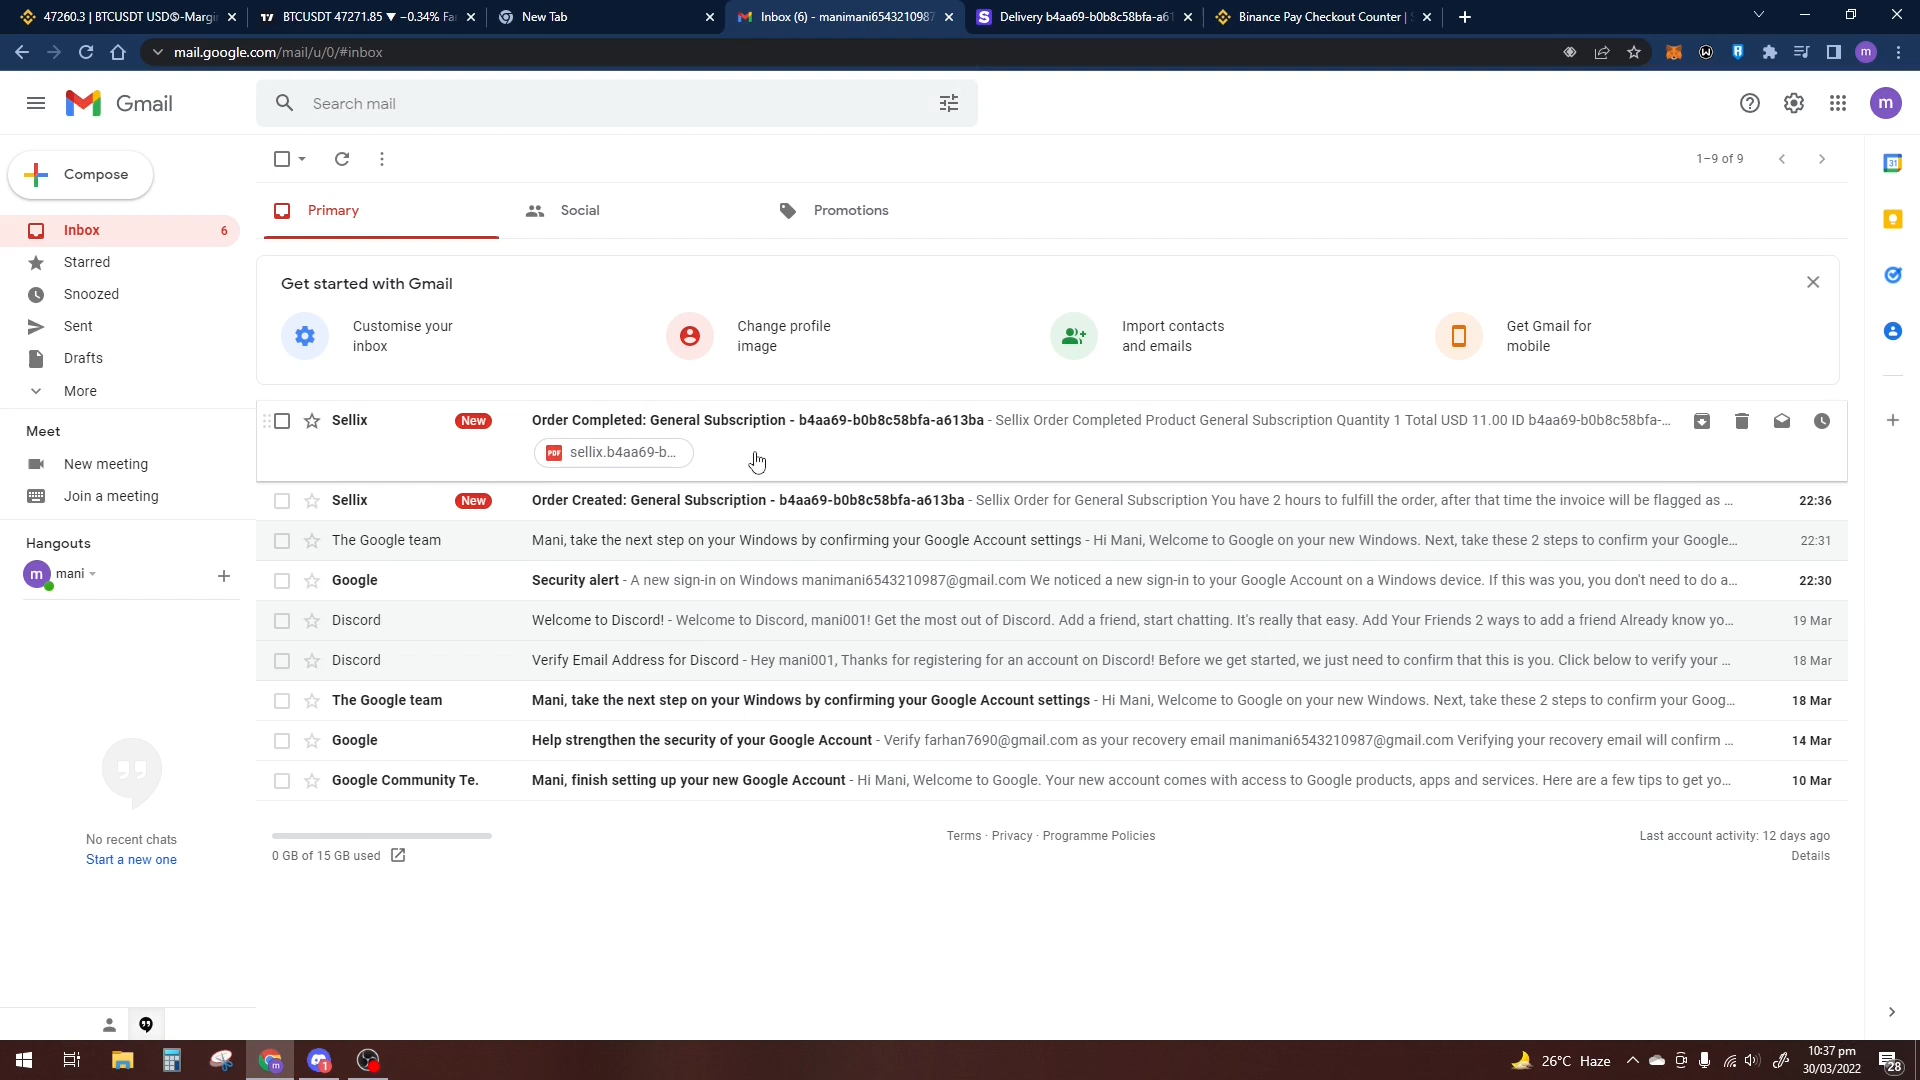 47260.3 | BTCUSDT USDⓈ-Margin
BTCUSDT 47271.85 ▼ −0.34% Fa
New Tab
Inbox (6) - manimani6543210987
Delivery b4aa69-b0b8c58bfa-a61
Binance Pay Checkout Counter |
mail.google.com/mail/u/0/#inbox
Gmail
Search mail
m
Compose
1–9 of 9
Primary
Social
Promotions
Inbox 6
Starred
Snoozed
Sent
Drafts
More
Get started with Gmail
Customise your
inbox
Change profile
image
Import contacts
and emails
Get Gmail for
mobile
Sellix New Order Completed: General Subscription - b4aa69-b0b8c58bfa-a613ba - Sellix Order Completed Product General Subscription Quantity 1 Total USD 11.00 ID b4aa69-b0b8c58bfa-...
PDF sellix.b4aa69-b...
Sellix New Order Created: General Subscription - b4aa69-b0b8c58bfa-a613ba - Sellix Order for General Subscription You have 2 hours to fulfill the order, after that time the invoice will be flagged as ... 22:36
The Google team Mani, take the next step on your Windows by confirming your Google Account settings - Hi Mani, Welcome to Google on your new Windows. Next, take these 2 steps to confirm your Google... 22:31
Google Security alert - A new sign-in on Windows manimani6543210987@gmail.com We noticed a new sign-in to your Google Account on a Windows device. If this was you, you don't need to do a... 22:30
Discord Welcome to Discord! - Welcome to Discord, mani001! Get the most out of Discord. Add a friend, start chatting. It's really that easy. Add Your Friends 2 ways to add a friend Already know yo... 19 Mar
Discord Verify Email Address for Discord - Hey mani001, Thanks for registering for an account on Discord! Before we get started, we just need to confirm that this is you. Click below to verify your ... 18 Mar
The Google team Mani, take the next step on your Windows by confirming your Google Account settings - Hi Mani, Welcome to Google on your new Windows. Next, take these 2 steps to confirm your Goog... 18 Mar
Google Help strengthen the security of your Google Account - Verify farhan7690@gmail.com as your recovery email manimani6543210987@gmail.com Verifying your recovery email will confirm ... 14 Mar
Google Community Te. Mani, finish setting up your new Google Account - Hi Mani, Welcome to Google. Your new account comes with access to Google products, apps and services. Here are a few tips to get yo... 10 Mar
Meet
New meeting
Join a meeting
Hangouts
m mani
No recent chats
Start a new one
0 GB of 15 GB used
Terms · Privacy · Programme Policies
Last account activity: 12 days ago
Details
26°C Haze
10:37 pm
30/03/2022
28